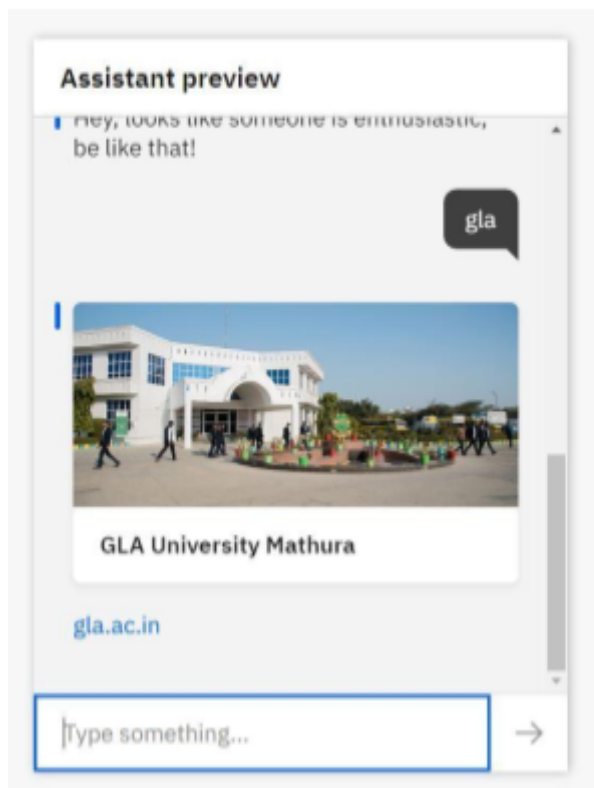 Assistant preview
Hey, looks like someone is enthusiastic,
be like that!
gla
GLA University Mathura
gla.ac.in
Type something...